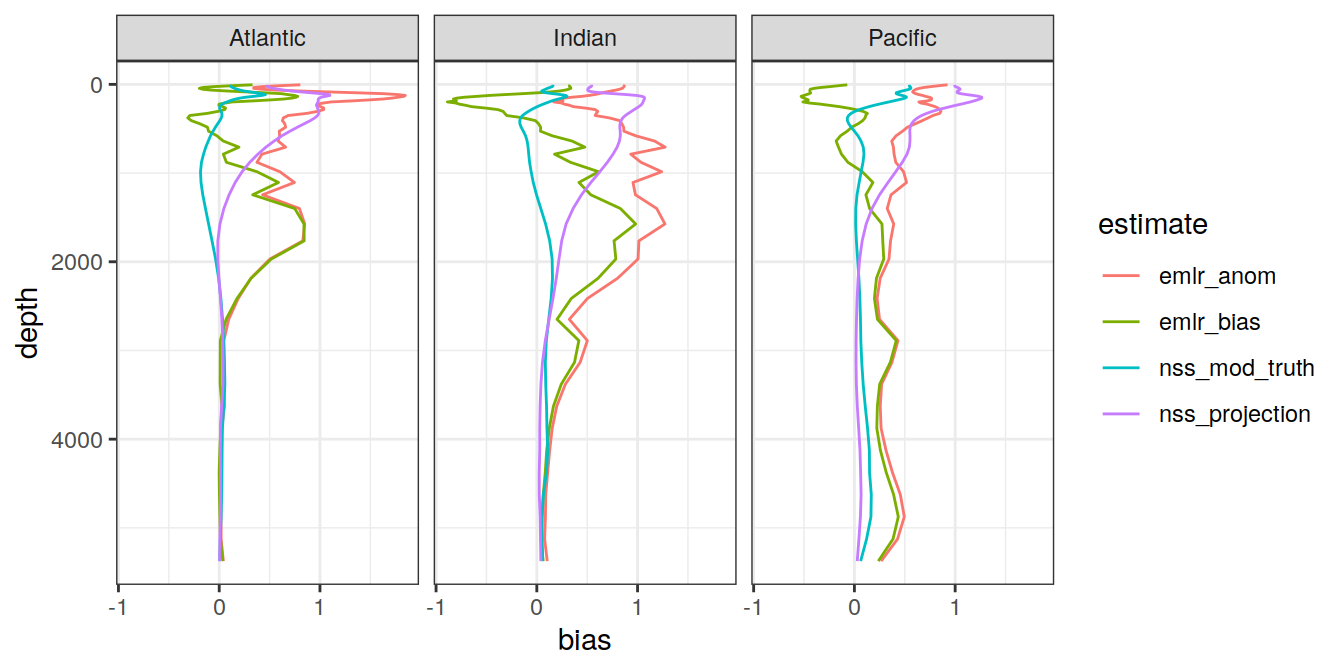 Atlantic Indian Pacific
0
2000
4000
depth
-1 0 1 -1 0 1 -1 0 1
bias
estimate
emlr_anom
emlr_bias
nss_mod_truth
nss_projection